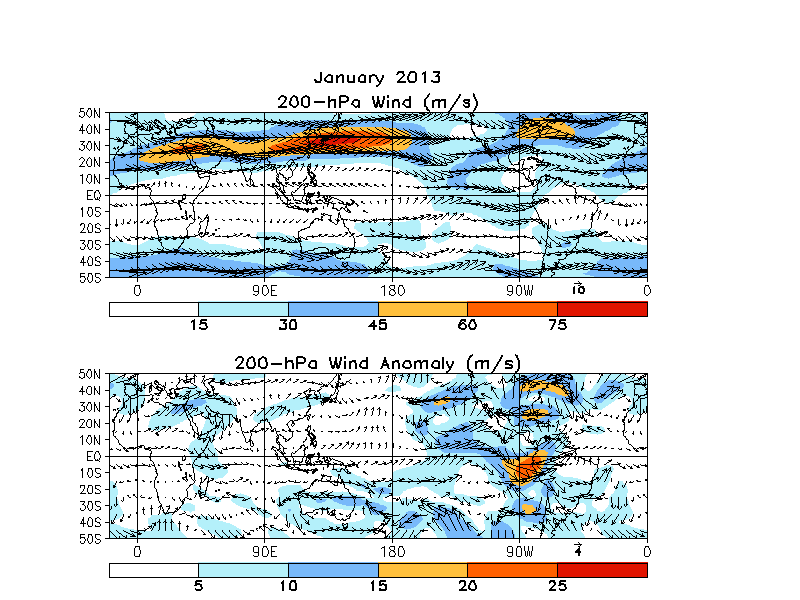 January 2013
200-hPa Wind (m/s)
50N
40N
30N
20N
10N
EQ
10S
20S
30S
40S
50S
0 90E 180 90W 10 0
15 30 45 60 75
200-hPa Wind Anomaly (m/s)
50N
40N
30N
20N
10N
EQ
10S
20S
30S
40S
50S
0 90E 180 90W 4 0
5 10 15 20 25